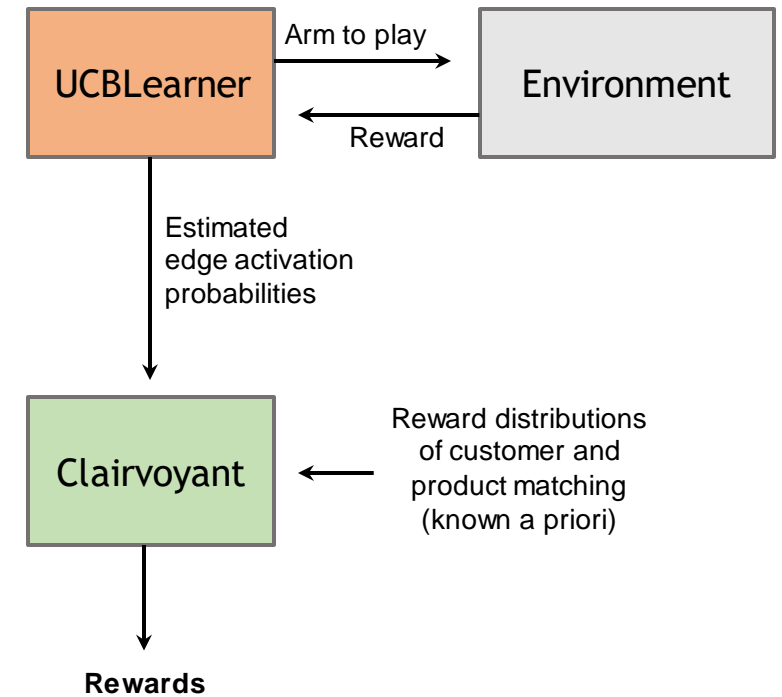 Arm to play
UCBLearner
Environment
Reward
Estimated
edge activation
probabilities
Clairvoyant
Reward distributions
of customer and
product matching
(known a priori)
Rewards